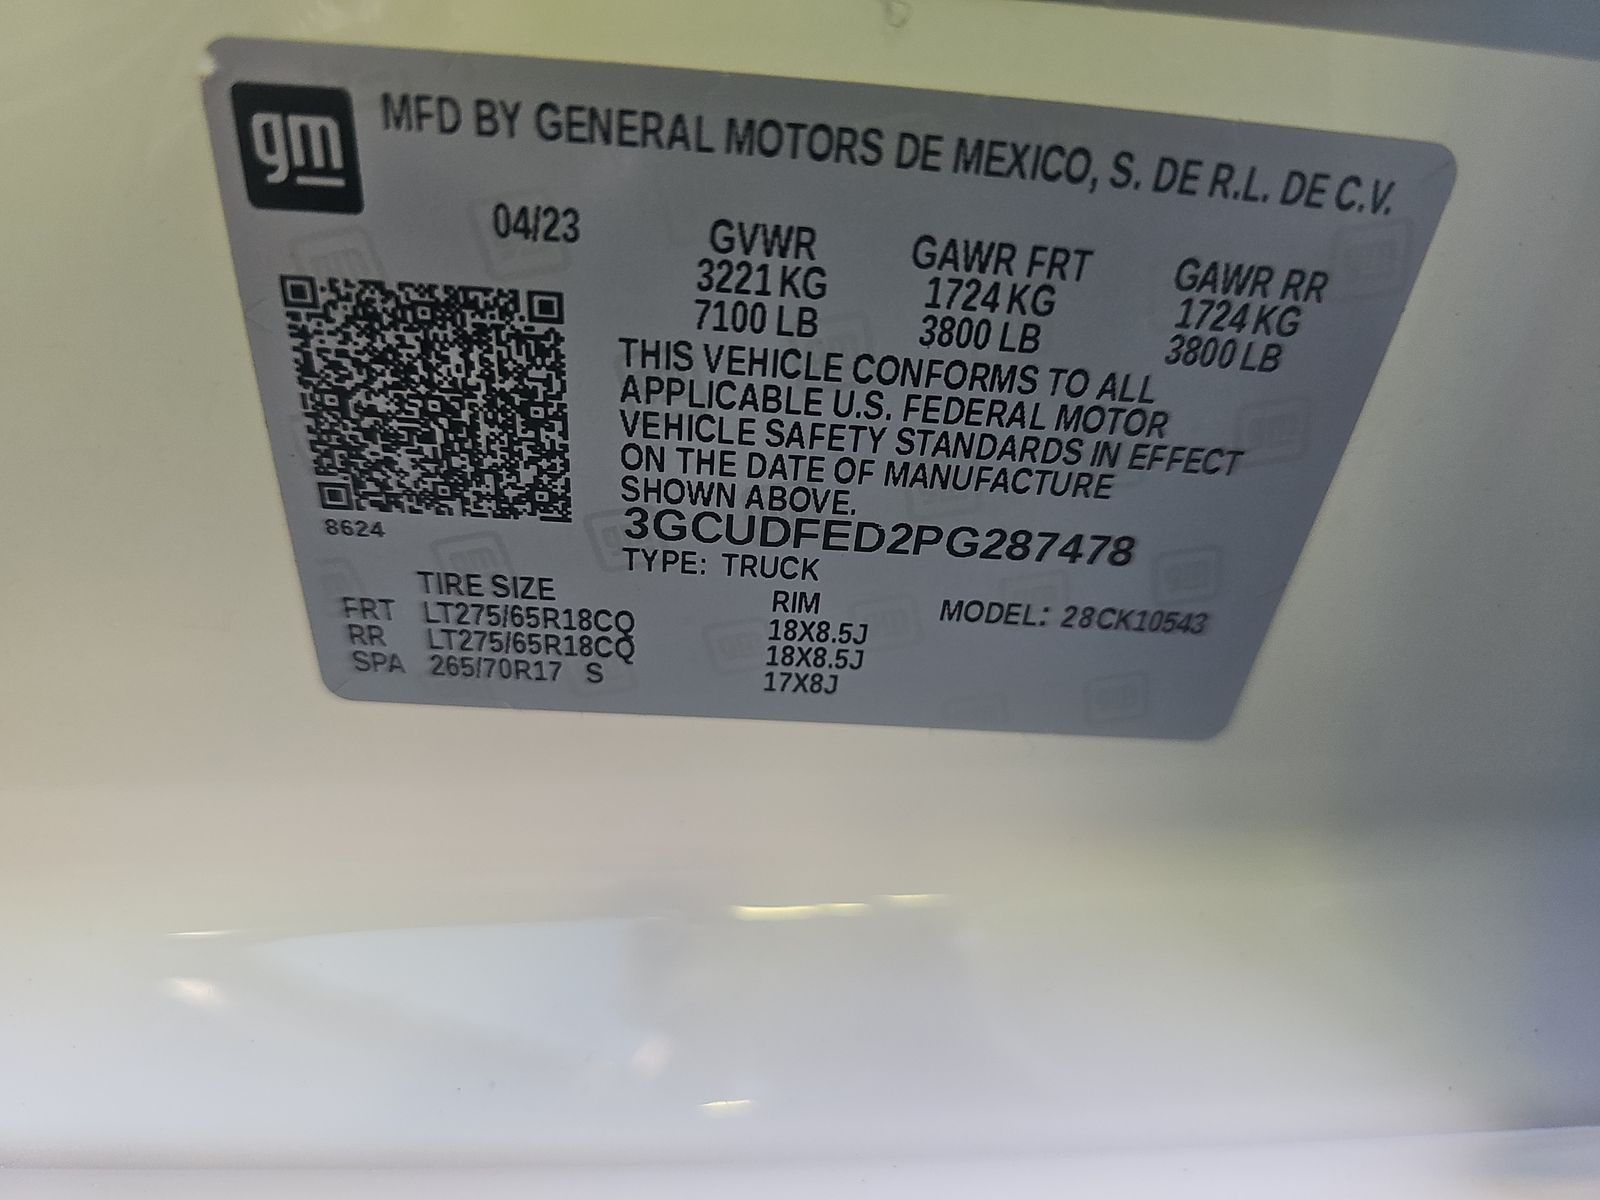 gm
MFD BY GENERAL MOTORS DE MEXICO, S. DE R.L. DE C.V.
04/23 GVWR GAWR FRT GAWR RR
3221 KG 1724 KG 1724 KG
7100 LB 3800 LB 3800 LB
THIS VEHICLE CONFORMS TO ALL
APPLICABLE U.S. FEDERAL MOTOR
VEHICLE SAFETY STANDARDS IN EFFECT
ON THE DATE OF MANUFACTURE
SHOWN ABOVE.
8624 3GCUDFED2PG287478
TYPE: TRUCK
TIRE SIZE RIM MODEL: 28CK10543
FRT LT275/65R18CQ 18X8.5J
RR LT275/65R18CQ 18X8.5J
SPA 265/70R17 S 17X8J